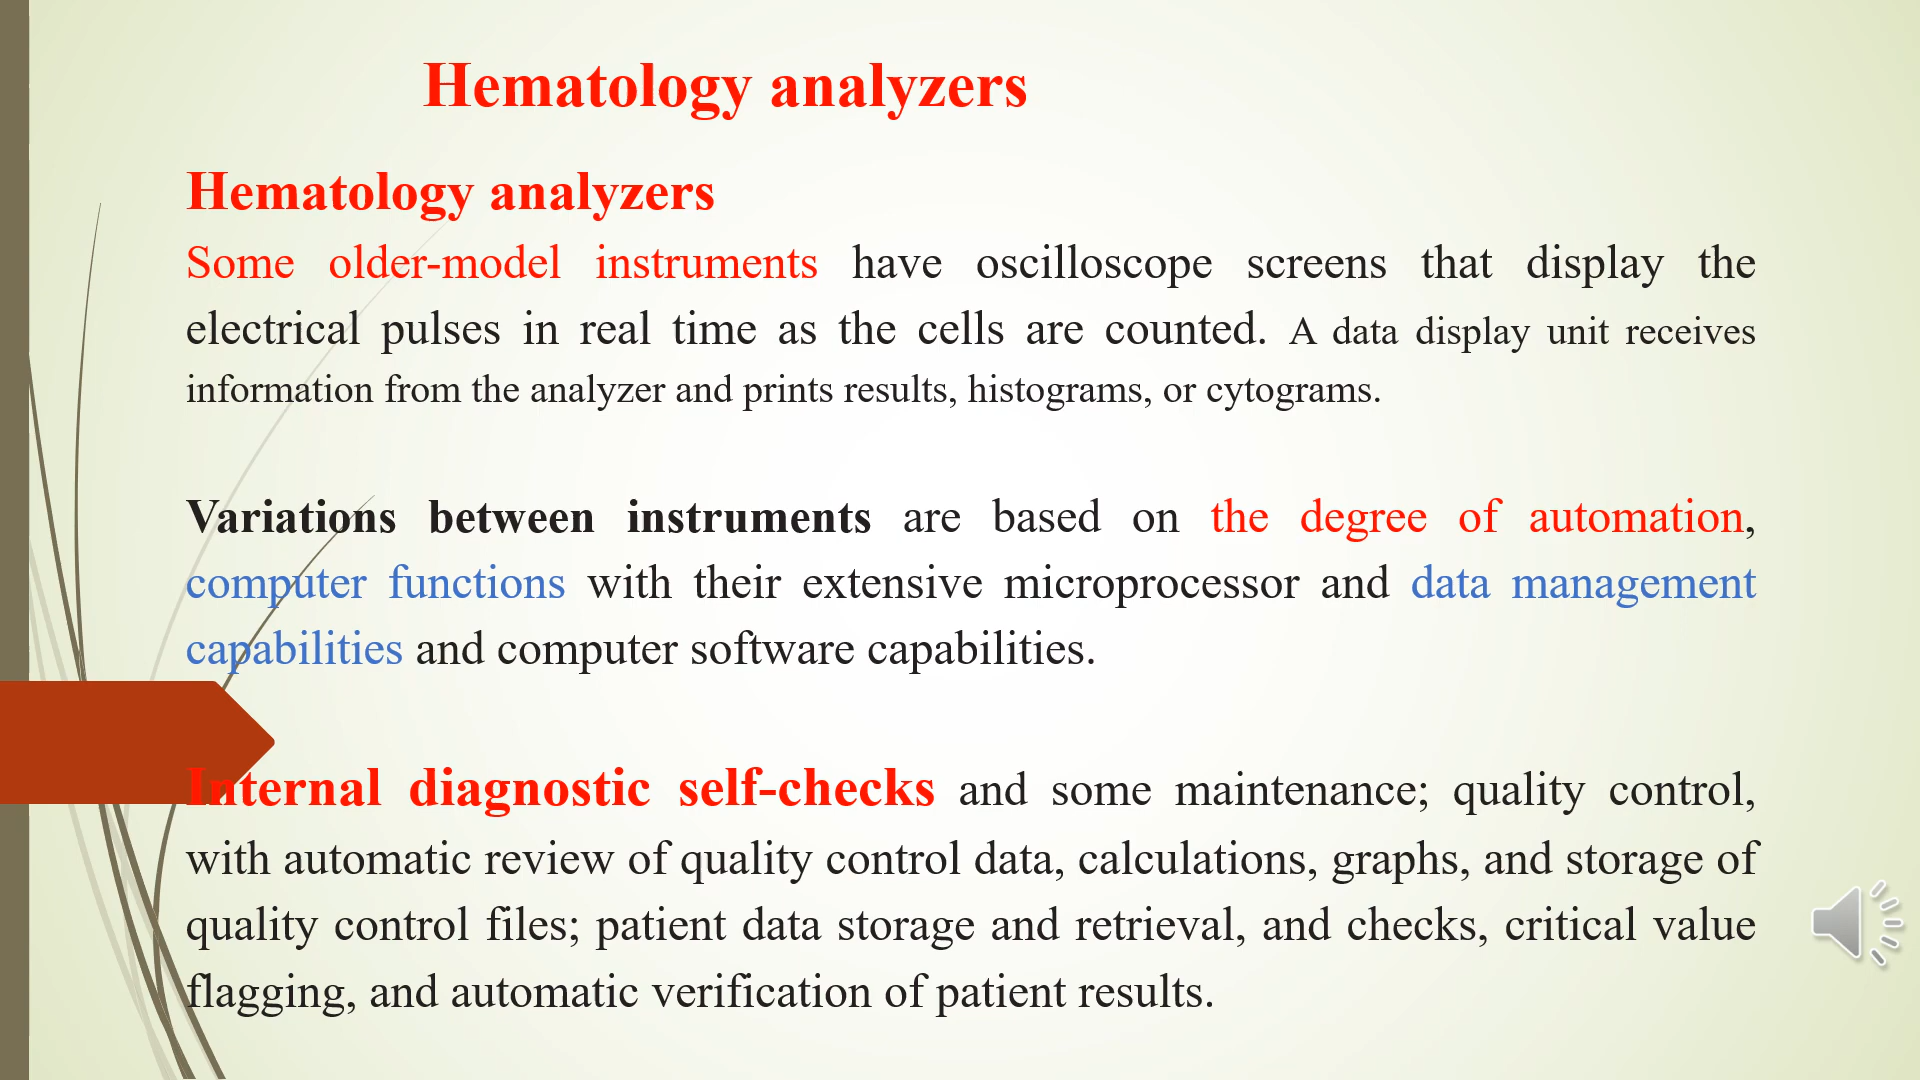 Hematology analyzers
Hematology analyzers
Some older-model instruments have oscilloscope screens that display the
electrical pulses in real time as the cells are counted. A data display unit receives
information from the analyzer and prints results, histograms, or cytograms.
Variations between instruments are based on the degree of automation,
computer functions with their extensive microprocessor and data management
capabilities and computer software capabilities.
Internal diagnostic self-checks and some maintenance; quality control,
with automatic review of quality control data, calculations, graphs, and storage of
quality control files; patient data storage and retrieval, and checks, critical value
flagging, and automatic verification of patient results.